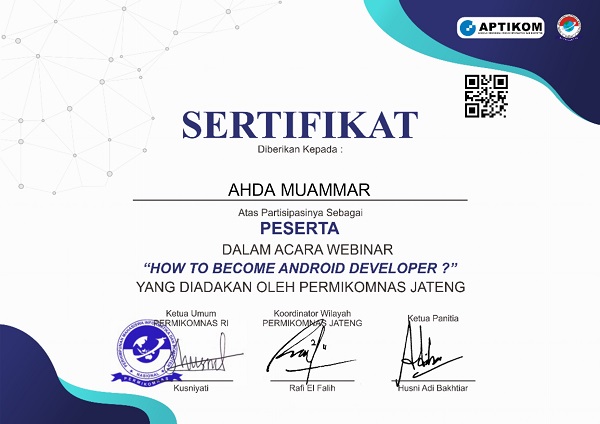 APTIKOM
SERTIFIKAT
Diberikan Kepada :
AHDA MUAMMAR
Atas Partisipasinya Sebagai
PESERTA
DALAM ACARA WEBINAR
“HOW TO BECOME ANDROID DEVELOPER ?”
YANG DIADAKAN OLEH PERMIKOMNAS JATENG
Ketua Umum
PERMIKOMNAS RI
Kusniyati
Koordinator Wilayah
PERMIKOMNAS JATENG
Rafi El Falih
Ketua Panitia
Husni Adi Bakhtiar
NASIONAL
PERMIKOMNAS